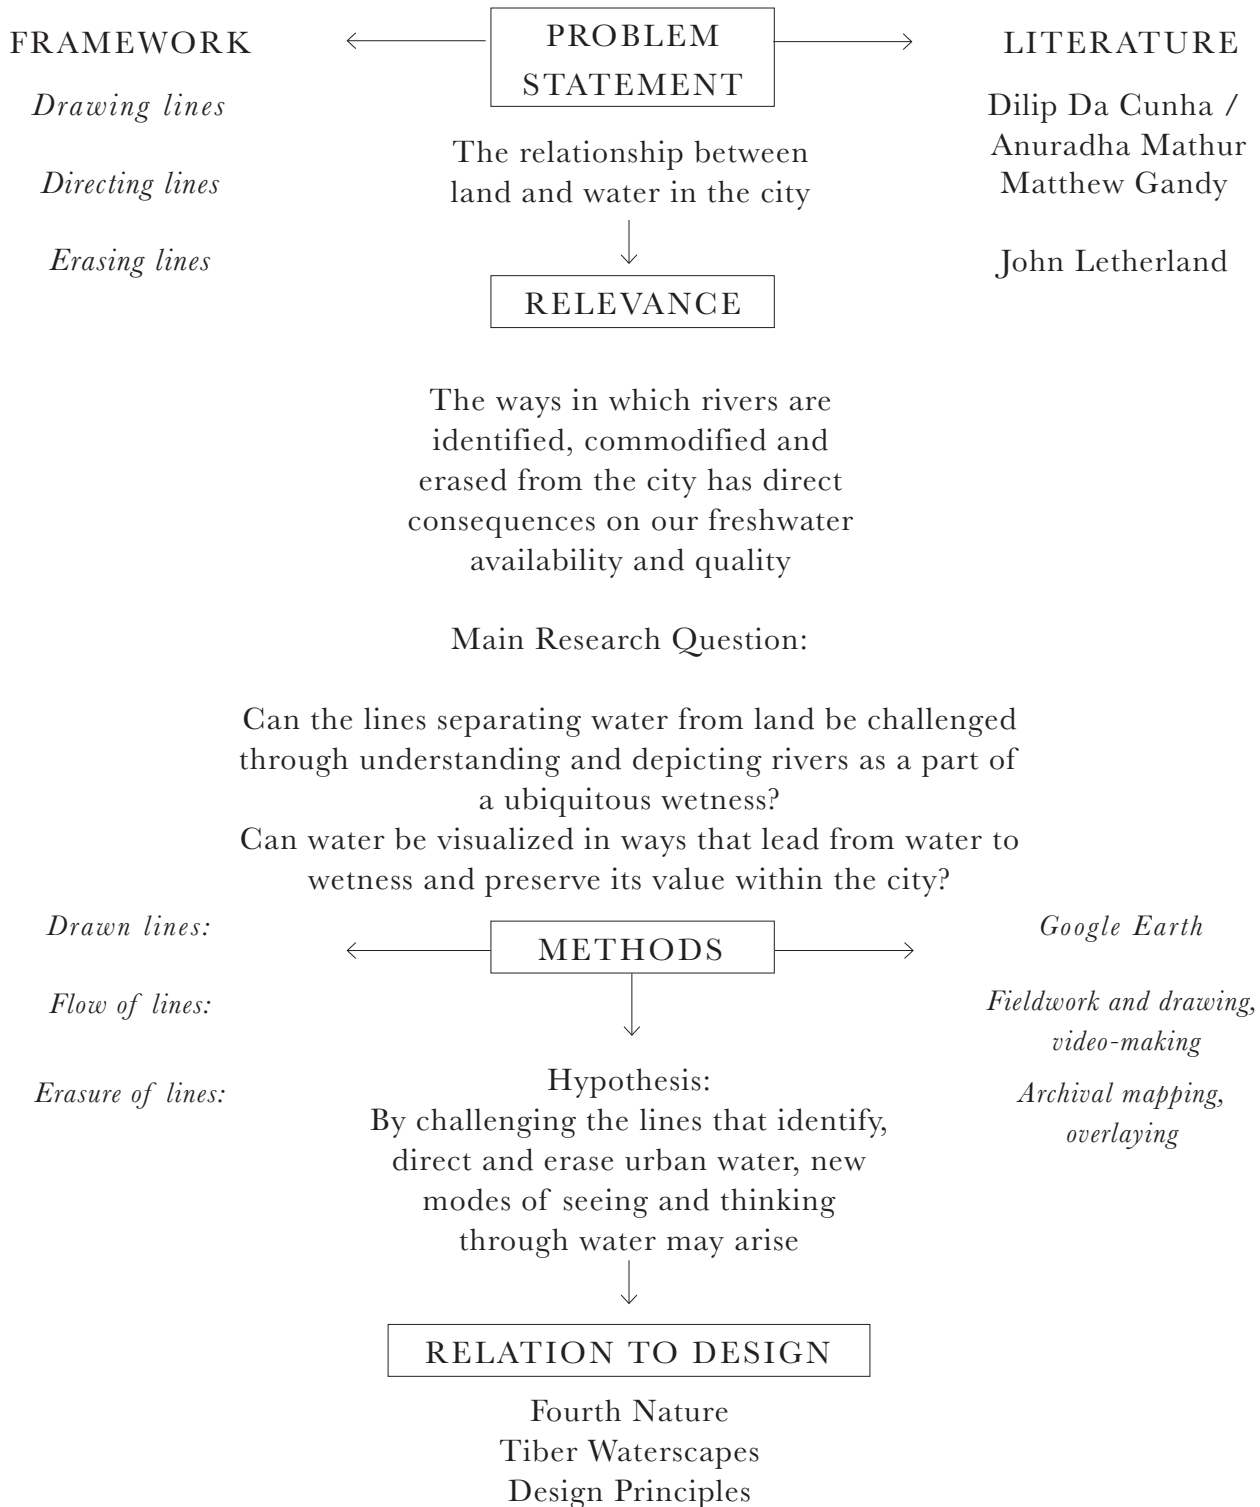 FRAMEWORK
Drawing lines
Directing lines
Erasing lines
PROBLEM
STATEMENT
The relationship between
land and water in the city
LITERATURE
Dilip Da Cunha /
Anuradha Mathur
Matthew Gandy
John Letherland
RELEVANCE
The ways in which rivers are
identified, commodified and
erased from the city has direct
consequences on our freshwater
availability and quality
Main Research Question:
Can the lines separating water from land be challenged
through understanding and depicting rivers as a part of
a ubiquitous wetness?
Can water be visualized in ways that lead from water to
wetness and preserve its value within the city?
Drawn lines:
Flow of lines:
Erasure of lines:
METHODS
Google Earth
Fieldwork and drawing,
video-making
Archival mapping,
overlaying
Hypothesis:
By challenging the lines that identify,
direct and erase urban water, new
modes of seeing and thinking
through water may arise
RELATION TO DESIGN
Fourth Nature
Tiber Waterscapes
Design Principles